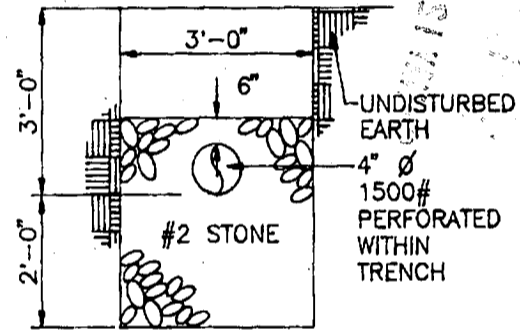 3'-0"
6"
3'-0"
2'-0"
UNDISTURBED
EARTH
4" Ø
1500#
PERFORATED
WITHIN
TRENCH
#2 STONE